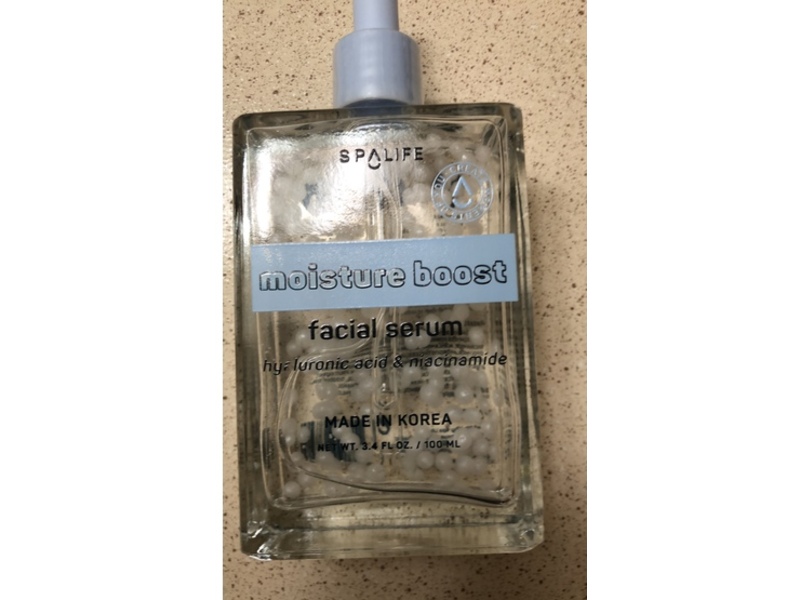 SPALIFE
moisture boost
facial serum
hyaluronic acid & niacinamide
MADE IN KOREA
NET WT. 3.4 FL OZ. / 100 ML